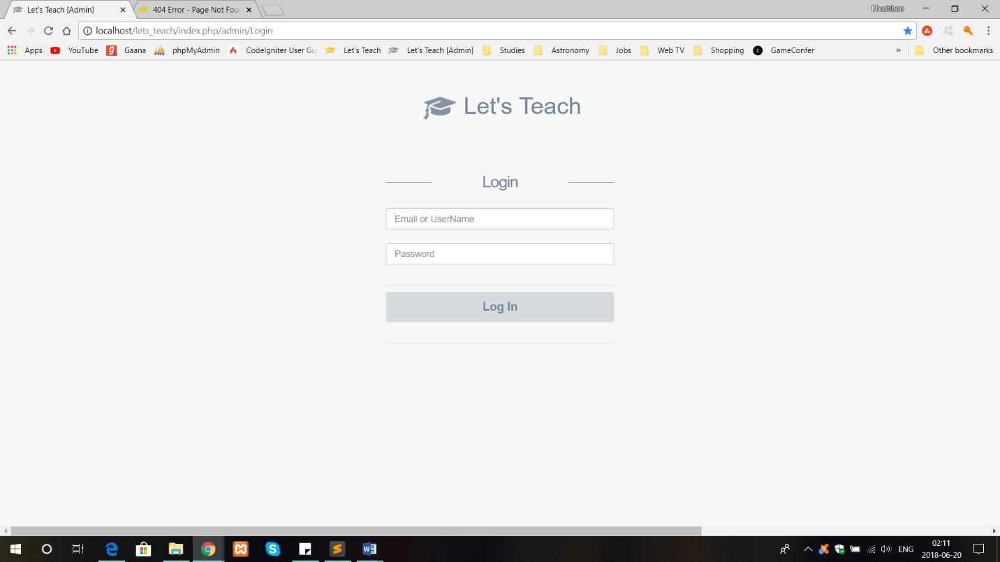 Let's Teach [Admin]
404 Error - Page Not Fou
Khushboo
localhost/lets_teach/index.php/admin/Login
Apps YouTube Gaana phpMyAdmin CodeIgniter User Gu Let's Teach Let's Teach [Admin] Studies Astronomy Jobs Web TV Shopping GameConfer » Other bookmarks
Let's Teach
Login
Email or UserName
Password
Log In
ENG
02:11
2018-06-20